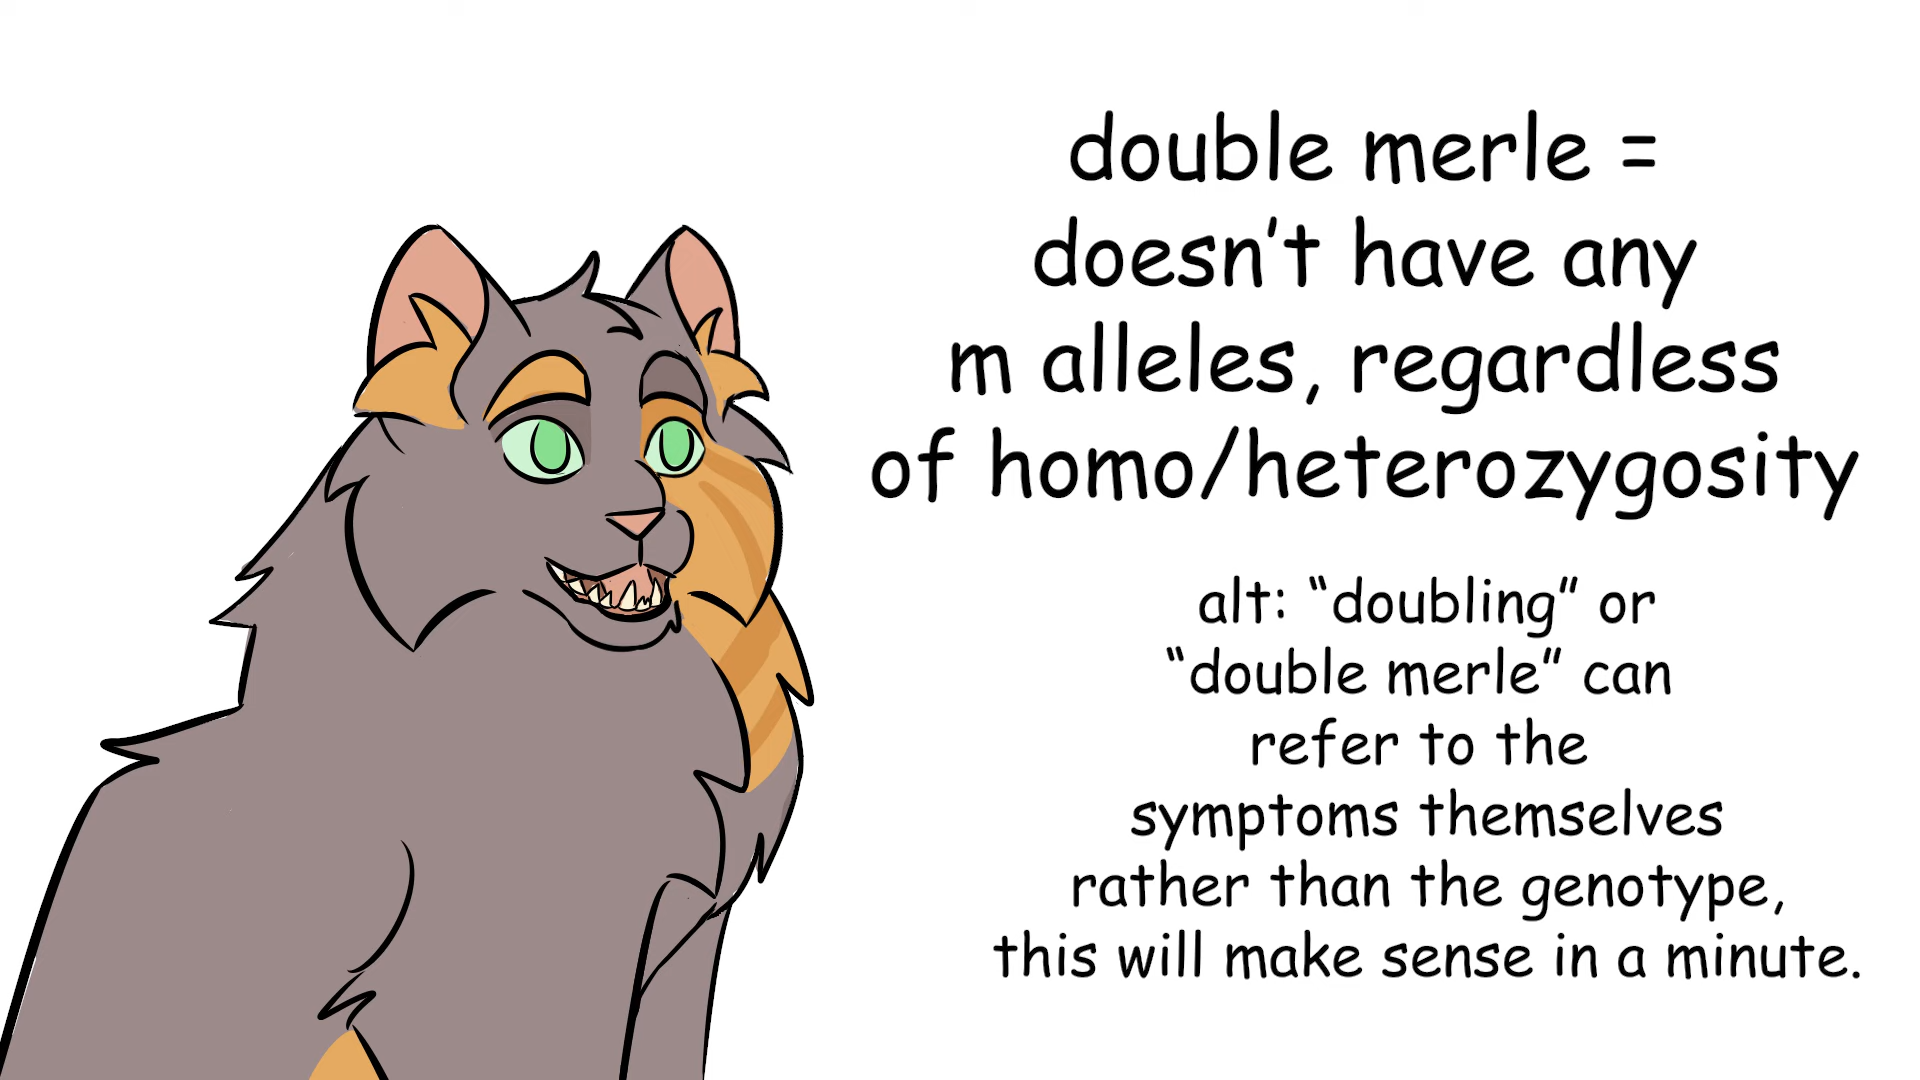 double merle =
doesn’t have any
m alleles, regardless
of homo/heterozygosity
alt: “doubling” or
“double merle” can
refer to the
symptoms themselves
rather than the genotype,
this will make sense in a minute.